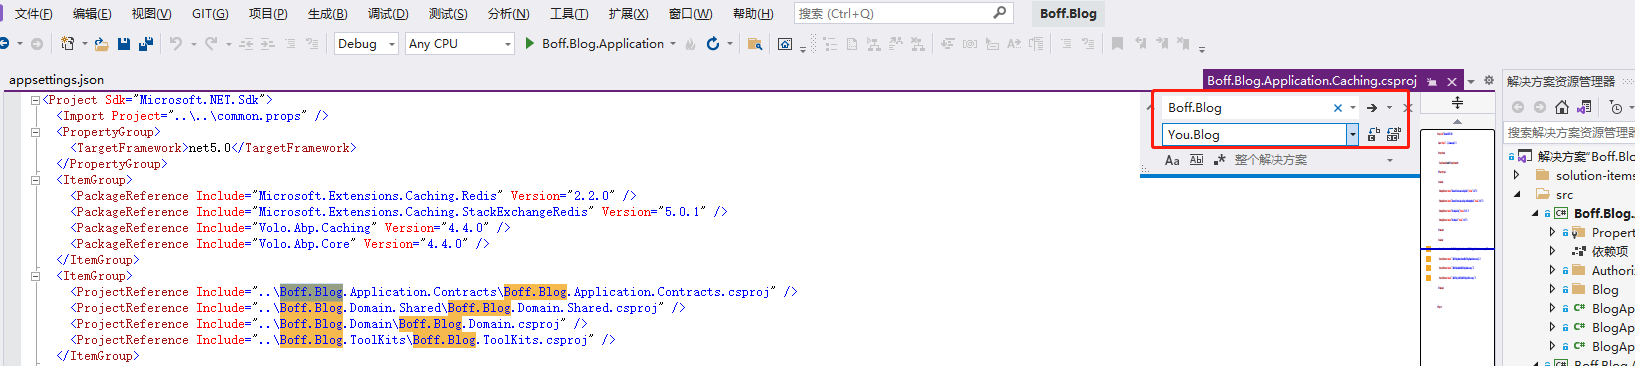 文件(F) 编辑(E) 视图(V) GIT(G) 项目(P) 生成(B) 调试(D) 测试(S) 分析(N) 工具(T) 扩展(X) 窗口(W) 帮助(H) 搜索 (Ctrl+Q) Boff.Blog
Debug Any CPU Boff.Blog.Application
appsettings.json Boff.Blog.Application.Caching.csproj 解决方案资源管理器
<Project Sdk="Microsoft.NET.Sdk">
<Import Project="..\..\common.props" />
<PropertyGroup>
<TargetFramework>net5.0</TargetFramework>
</PropertyGroup>
<ItemGroup>
<PackageReference Include="Microsoft.Extensions.Caching.Redis" Version="2.2.0" />
<PackageReference Include="Microsoft.Extensions.Caching.StackExchangeRedis" Version="5.0.1" />
<PackageReference Include="Volo.Abp.Caching" Version="4.4.0" />
<PackageReference Include="Volo.Abp.Core" Version="4.4.0" />
</ItemGroup>
<ItemGroup>
<ProjectReference Include="..\Boff.Blog.Application.Contracts\Boff.Blog.Application.Contracts.csproj" />
<ProjectReference Include="..\Boff.Blog.Domain.Shared\Boff.Blog.Domain.Shared.csproj" />
<ProjectReference Include="..\Boff.Blog.Domain\Boff.Blog.Domain.csproj" />
<ProjectReference Include="..\Boff.Blog.ToolKits\Boff.Blog.ToolKits.csproj" />
</ItemGroup>
Boff.Blog
You.Blog
Aa Ab 整个解决方案
搜索解决方案资源管理器
解决方案"Boff.Blo
solution-items
src
C# Boff.Blog.
Propert
依赖项
Authori
Blog
C# BlogAp
C# BlogAp
C# BlogAp
C# Boff.Blog.